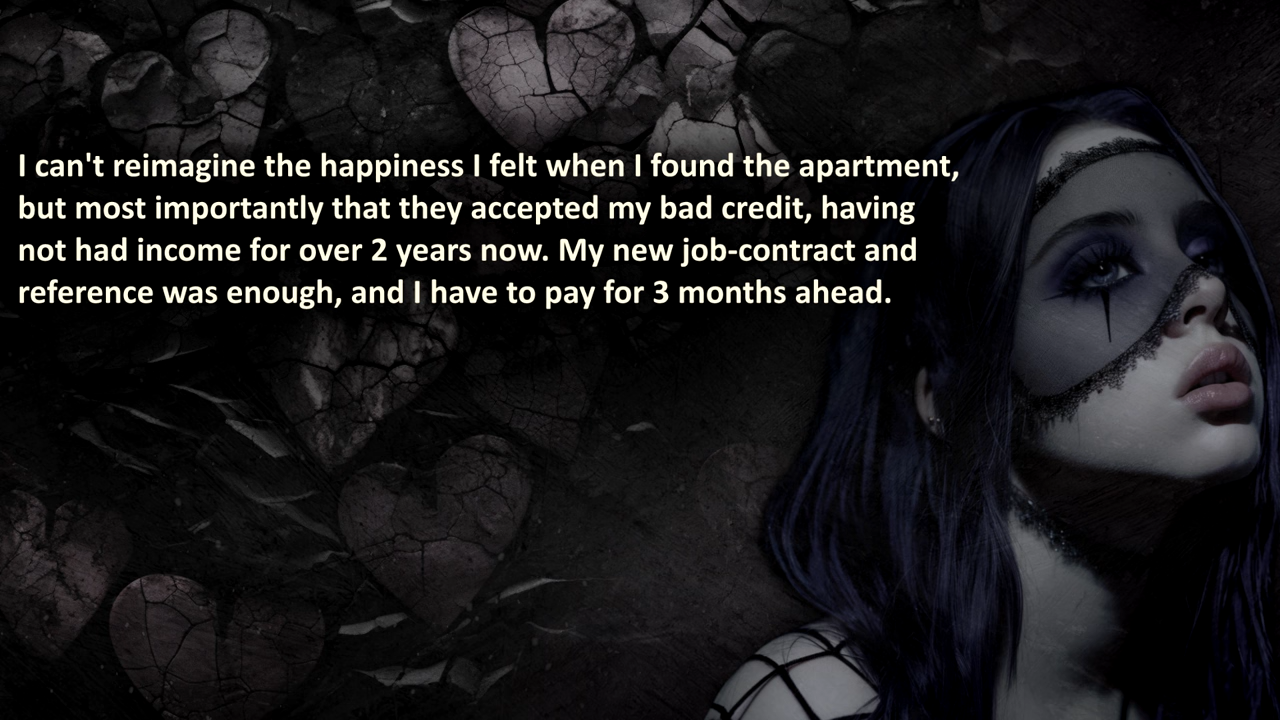 I can't reimagine the happiness I felt when I found the apartment,
but most importantly that they accepted my bad credit, having
not had income for over 2 years now. My new job-contract and
reference was enough, and I have to pay for 3 months ahead.